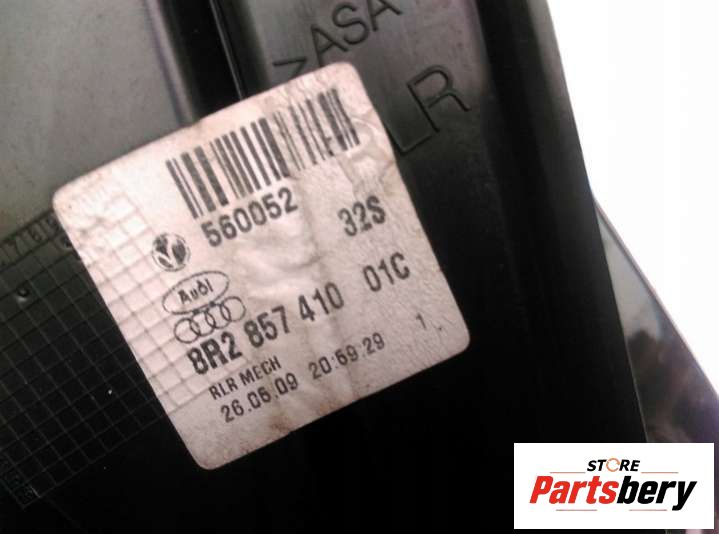 ZASA
LR
560052
32S
Audi
8R2 857 410 01C
RLR MECH
26.05.09 20:59:29 1
STORE
Partsbery